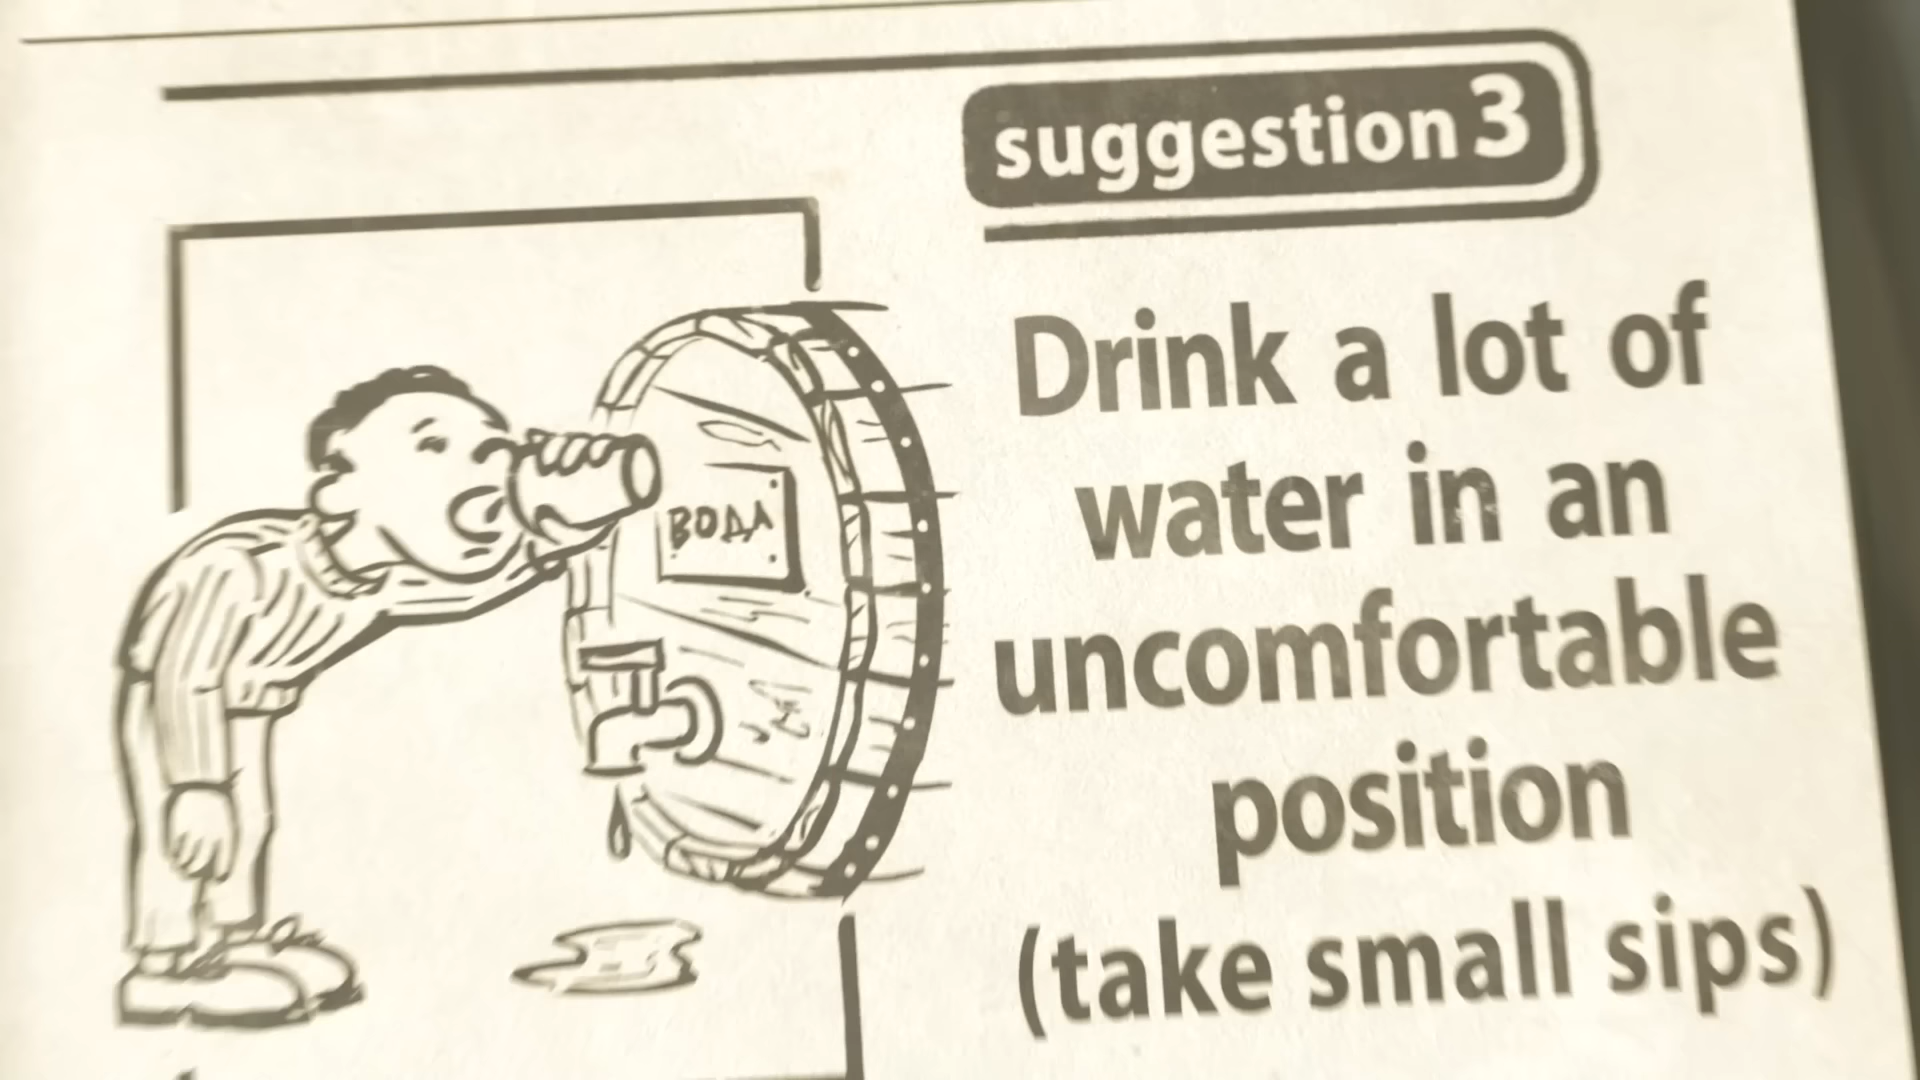 suggestion 3
ВОДА
Drink a lot of
water in an
uncomfortable
position
(take small sips)